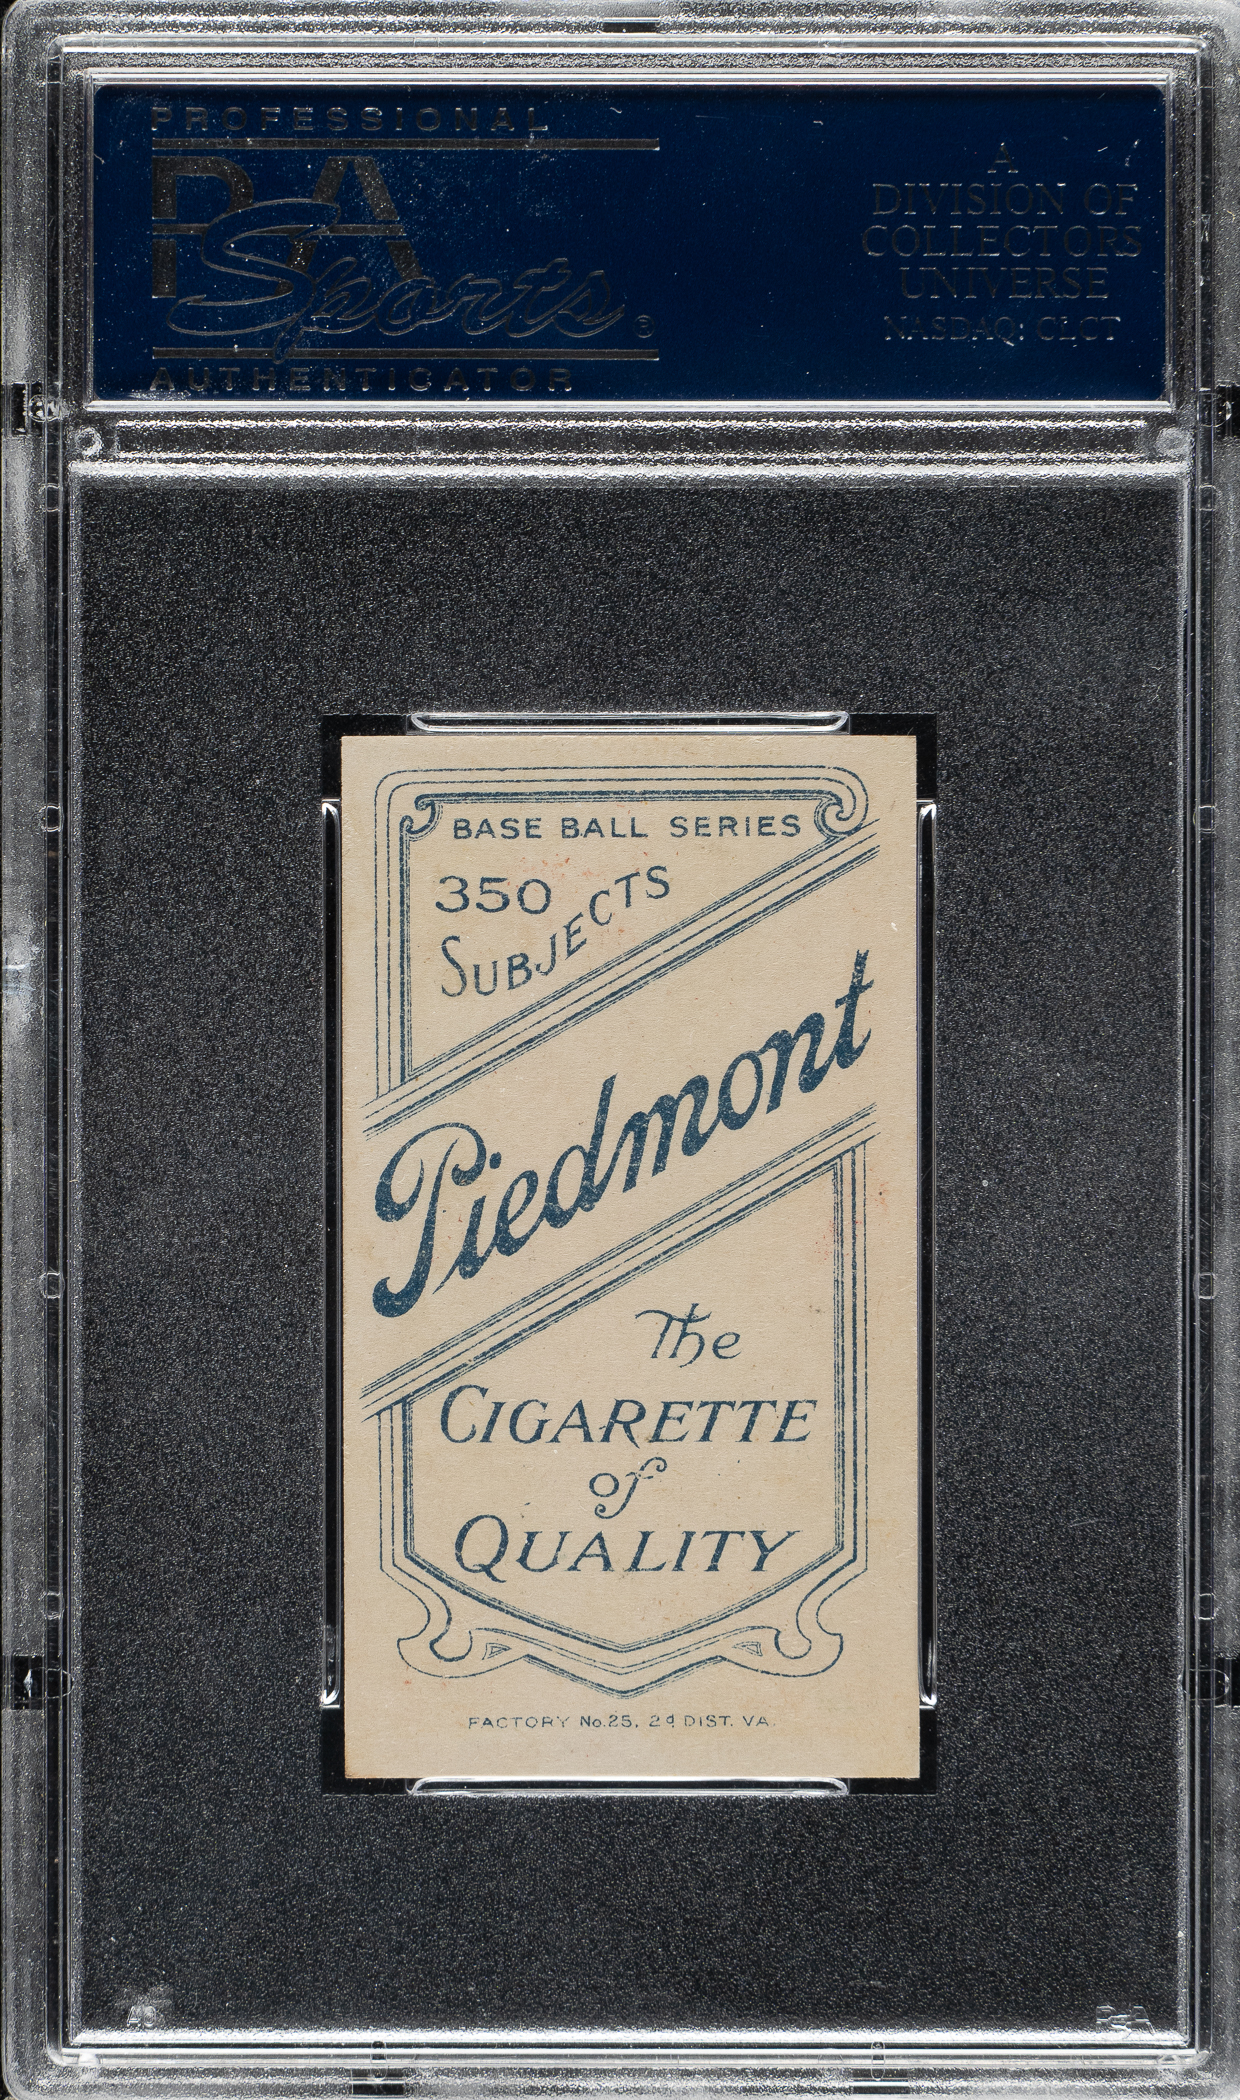 PROFESSIONAL
PSA
Sports ®
AUTHENTICATOR
A
DIVISION OF
COLLECTORS
UNIVERSE
NASDAQ: CLCT
BASE BALL SERIES
350
SUBJECTS
Piedmont
The
CIGARETTE
of
QUALITY
FACTORY No. 25, 2d DIST. VA.
PSA